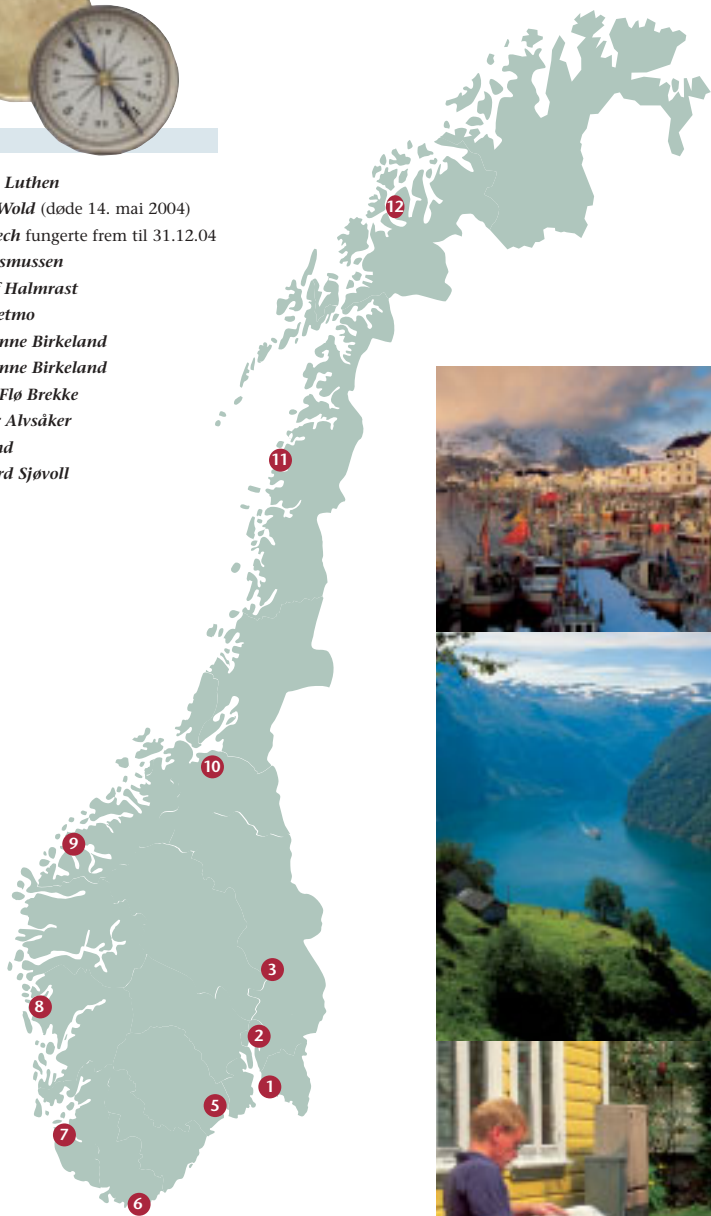 Luthen
Wold (døde 14. mai 2004)
ech fungerte frem til 31.12.04
smussen
f Halmrast
etmo
nne Birkeland
nne Birkeland
Flø Brekke
r Alvsåker
nd
rd Sjøvoll
12
11
10
9
3
8
2
1
5
7
6